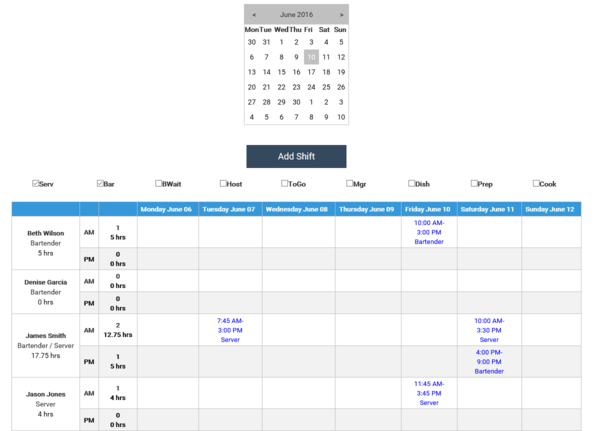 < June 2016 >
Mon Tue Wed Thu Fri Sat Sun
30 31 1 2 3 4 5
6 7 8 9 10 11 12
13 14 15 16 17 18 19
20 21 22 23 24 25 26
27 28 29 30 1 2 3
4 5 6 7 8 9 10
Add Shift
Serv Bar BWait Host ToGo Mgr Dish Prep Cook
Monday June 06 Tuesday June 07 Wednesday June 08 Thursday June 09 Friday June 10 Saturday June 11 Sunday June 12
Beth Wilson
Bartender
5 hrs
AM
1
5 hrs
10:00 AM-
3:00 PM
Bartender
PM
0
0 hrs
Denise Garcia
Bartender
0 hrs
AM
0
0 hrs
PM
0
0 hrs
James Smith
Bartender / Server
17.75 hrs
AM
2
12.75 hrs
7:45 AM-
3:00 PM
Server
10:00 AM-
3:30 PM
Server
PM
1
5 hrs
4:00 PM-
9:00 PM
Bartender
Jason Jones
Server
4 hrs
AM
1
4 hrs
11:45 AM-
3:45 PM
Server
PM
0
0 hrs